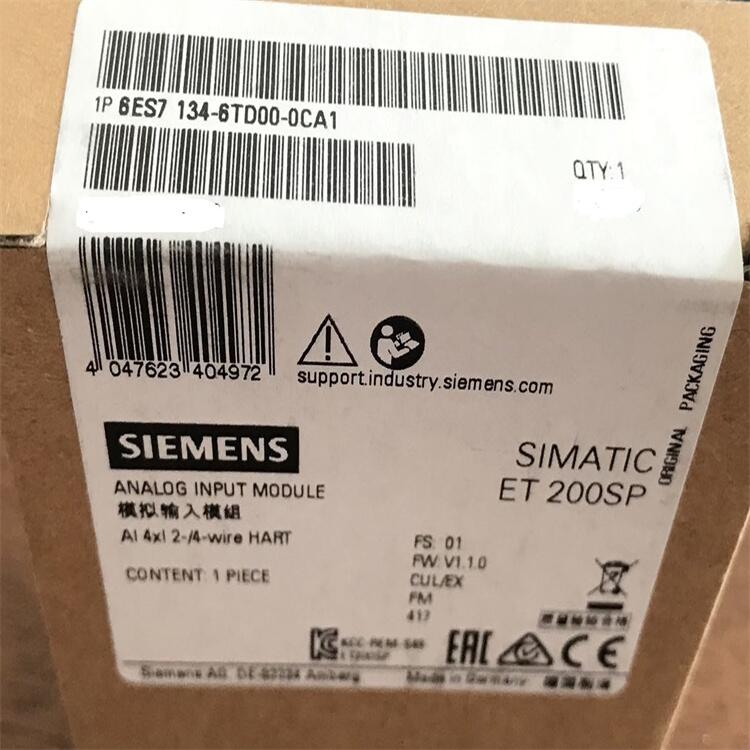 1P 6ES7 134-6TD00-0CA1
QTY:1
4 047623 404972
support.industry.siemens.com
ORIGINAL PACKAGING
SIEMENS
SIMATIC
ET 200SP
ANALOG INPUT MODULE
模拟输入模组
AI 4xI 2-/4-wire HART
CONTENT: 1 PIECE
FS: 01
FW: V1.1.0
CUL/EX
FM
417
EAC
CE
Siemens AG, DE-92224 Amberg
Made in Germany